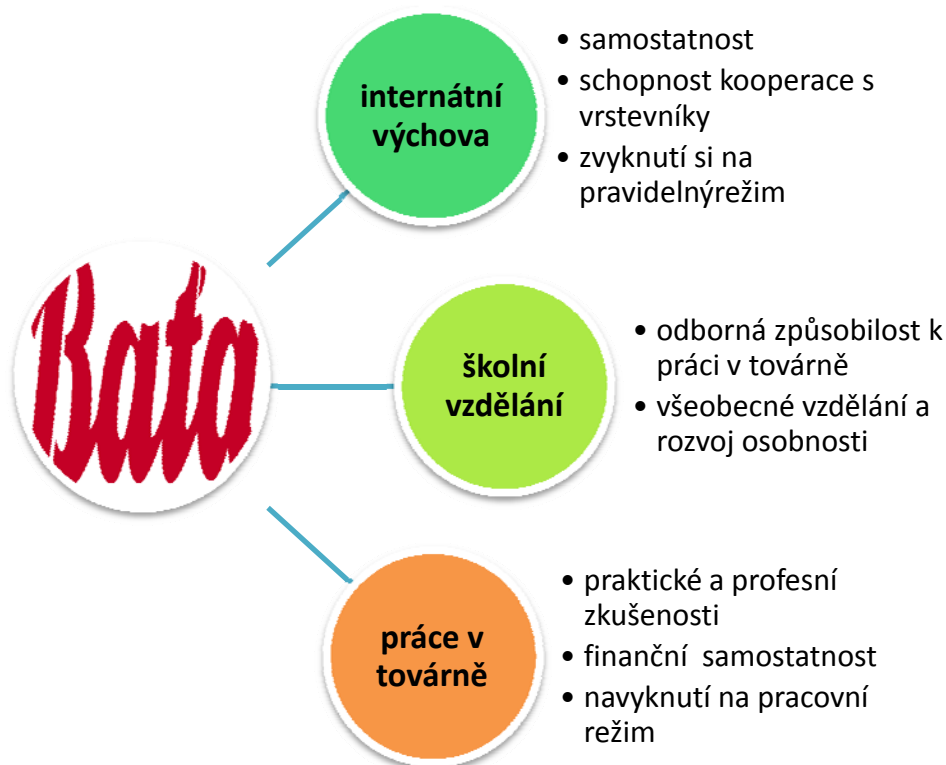 internátní
výchova
• samostatnost
• schopnost kooperace s
vrstevníky
• zvyknutí si na
pravidelnýrežim
Baťa
školní
vzdělání
• odborná způsobilost k
práci v továrně
• všeobecné vzdělání a
rozvoj osobnosti
práce v
továrně
• praktické a profesní
zkušenosti
• finanční  samostatnost
• navyknutí na pracovní
režim